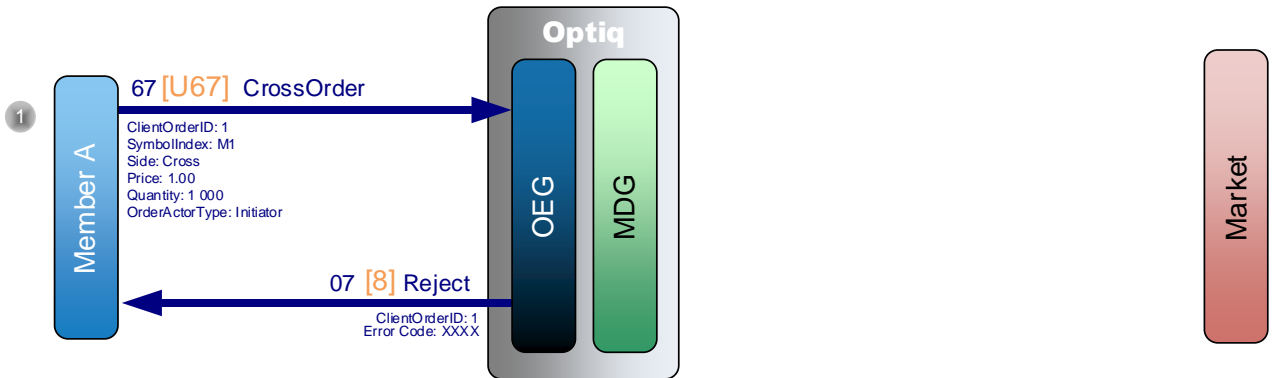 Optiq
67 [U67] CrossOrder
1
ClientOrderID: 1
SymbolIndex: M1
Side: Cross
Price: 1.00
Quantity: 1 000
OrderActorType: Initiator
Member A
OEG
MDG
Market
07 [8] Reject
ClientOrderID: 1
Error Code: XXXX